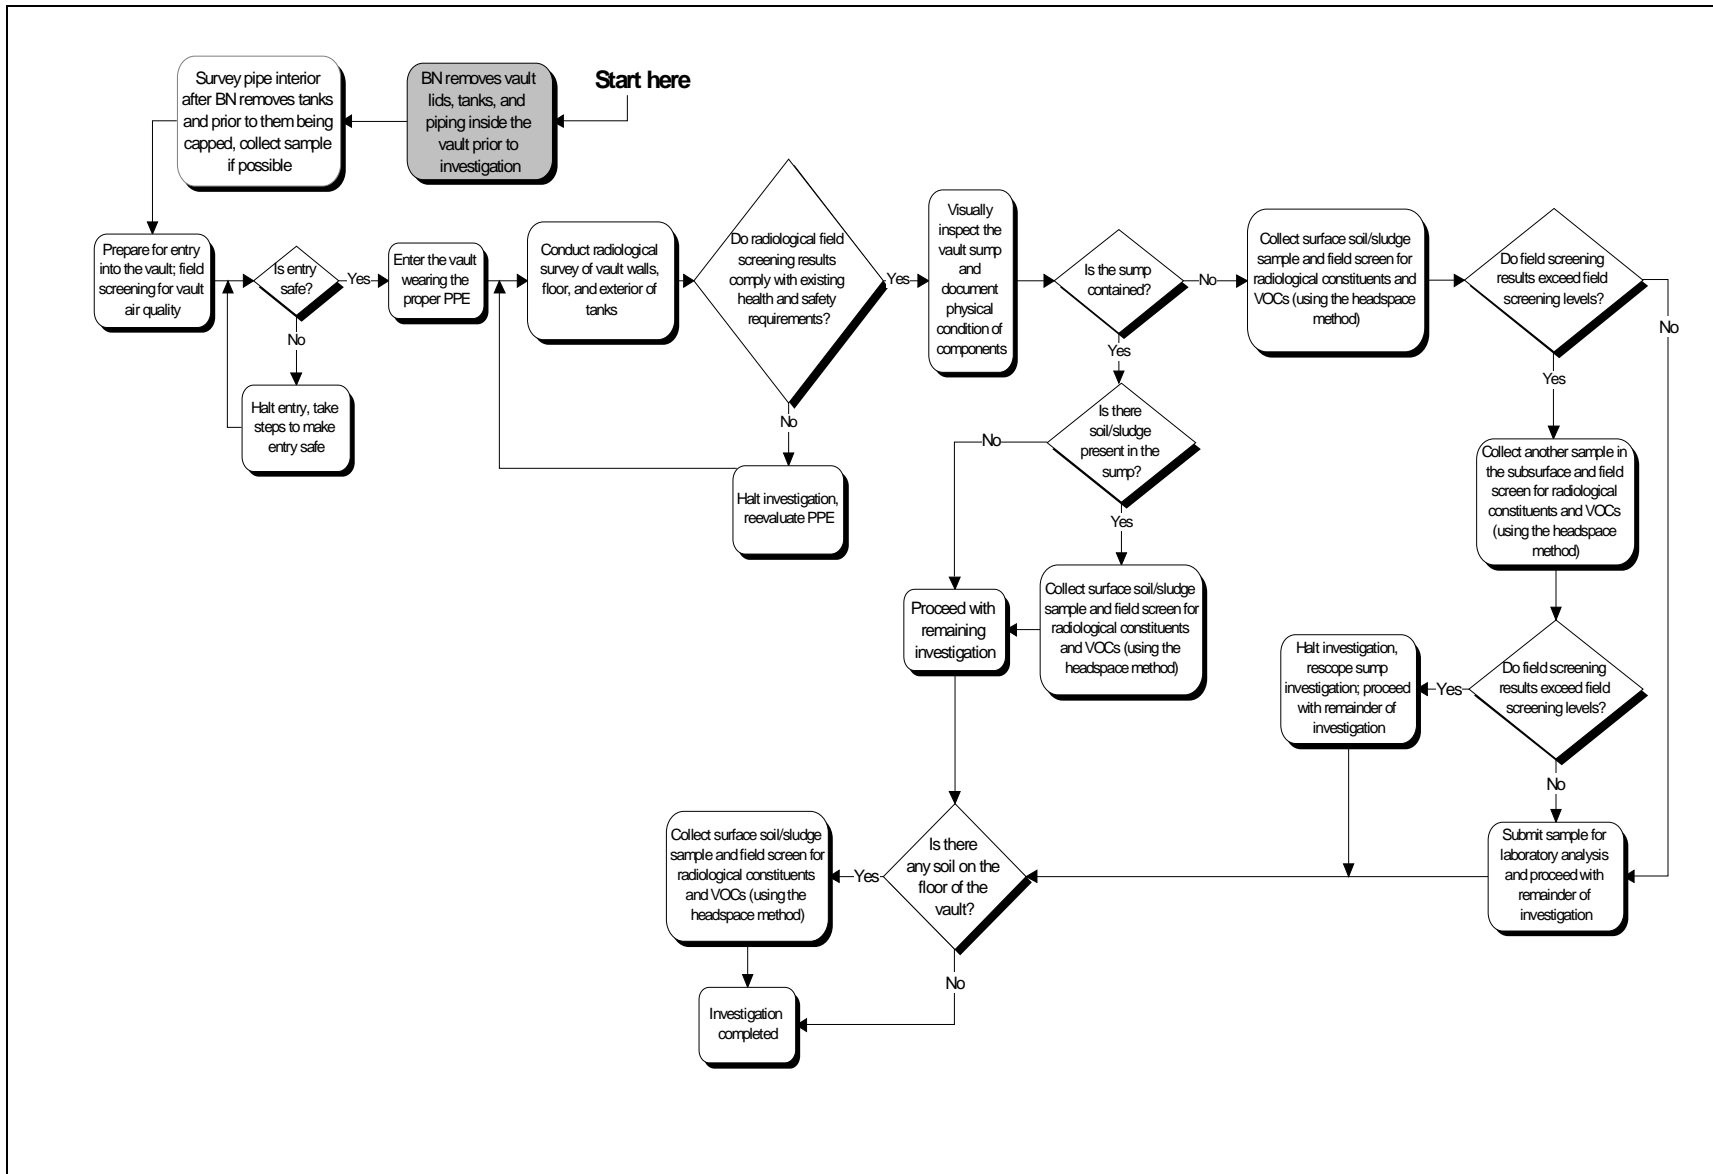 Start here
BN removes vault
lids, tanks, and
piping inside the
vault prior to
investigation
Survey pipe interior
after BN removes tanks
and prior to them being
capped, collect sample
if possible
Prepare for entry
into the vault; field
screening for vault
air quality
Is entry
safe?
Yes
No
Halt entry, take
steps to make
entry safe
Enter the vault
wearing the
proper PPE
Conduct radiological
survey of vault walls,
floor, and exterior of
tanks
Do radiological field
screening results
comply with existing
health and safety
requirements?
Yes
No
Halt investigation,
reevaluate PPE
Visually
inspect the
vault sump
and
document
physical
condition of
components
Is the sump
contained?
No
Yes
Collect surface soil/sludge
sample and field screen for
radiological constituents
and VOCs (using the headspace
method)
Do field screening
results exceed field
screening levels?
No
Yes
Collect another sample in
the subsurface and field
screen for radiological
constituents and VOCs
(using the headspace
method)
Do field screening
results exceed field
screening levels?
Yes
No
Halt investigation,
rescope sump
investigation; proceed
with remainder of
investigation
Submit sample for
laboratory analysis
and proceed with
remainder of
investigation
Is there
soil/sludge
present in the
sump?
No
Yes
Collect surface soil/sludge
sample and field screen for
radiological constituents
and VOCs (using the
headspace method)
Proceed with
remaining
investigation
Is there
any soil on the
floor of the
vault?
Yes
No
Collect surface soil/sludge
sample and field screen for
radiological constituents
and VOCs (using the
headspace method)
Investigation
completed